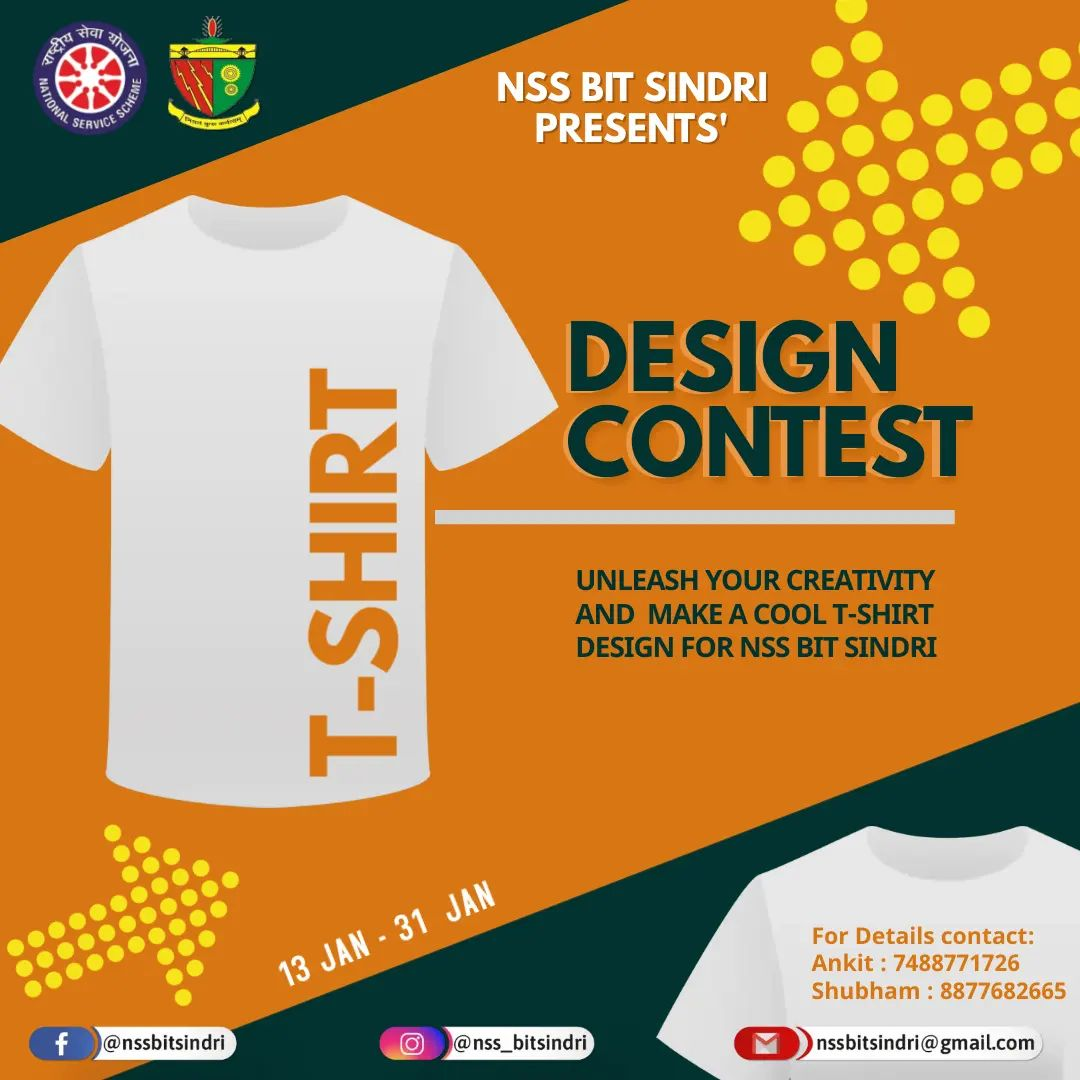 राष्ट्रीय सेवा योजना
NATIONAL SERVICE SCHEME
NSS BIT SINDRI
PRESENTS'
T-SHIRT
DESIGN
CONTEST
UNLEASH YOUR CREATIVITY
AND MAKE A COOL T-SHIRT
DESIGN FOR NSS BIT SINDRI
13 JAN - 31 JAN
For Details contact:
Ankit : 7488771726
Shubham : 8877682665
@nssbitsindri
@nss_bitsindri
nssbitsindri@gmail.com